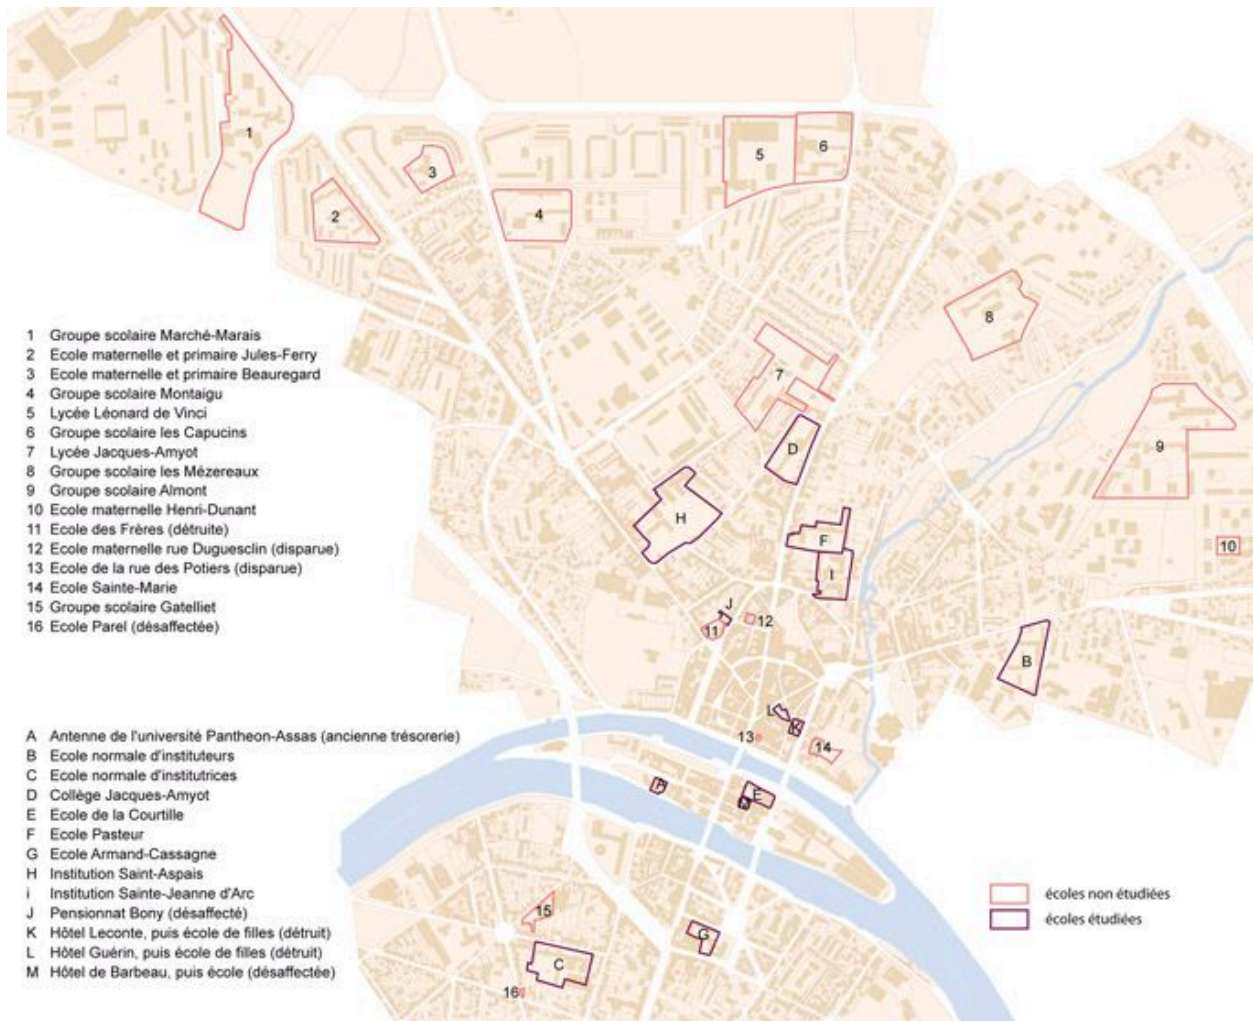 1
2
3
4
5
6
7
8
9
10
D
H
F
I
J
11
12
B
L
K
13
14
A
E
M
15
G
C
16
1 Groupe scolaire Marché-Marais
2 Ecole maternelle et primaire Jules-Ferry
3 Ecole maternelle et primaire Beauregard
4 Groupe scolaire Montaigu
5 Lycée Léonard de Vinci
6 Groupe scolaire les Capucins
7 Lycée Jacques-Amyot
8 Groupe scolaire les Mézereaux
9 Groupe scolaire Almont
10 Ecole maternelle Henri-Dunant
11 Ecole des Frères (détruite)
12 Ecole maternelle rue Duguesclin (disparue)
13 Ecole de la rue des Potiers (disparue)
14 Ecole Sainte-Marie
15 Groupe scolaire Gatelliet
16 Ecole Parel (désaffectée)
A Antenne de l'université Pantheon-Assas (ancienne trésorerie)
B Ecole normale d'instituteurs
C Ecole normale d'institutrices
D Collège Jacques-Amyot
E Ecole de la Courtille
F Ecole Pasteur
G Ecole Armand-Cassagne
H Institution Saint-Aspais
i Institution Sainte-Jeanne d'Arc
J Pensionnat Bony (désaffecté)
K Hôtel Leconte, puis école de filles (détruit)
L Hôtel Guérin, puis école de filles (détruit)
M Hôtel de Barbeau, puis école (désaffectée)
écoles non étudiées
écoles étudiées